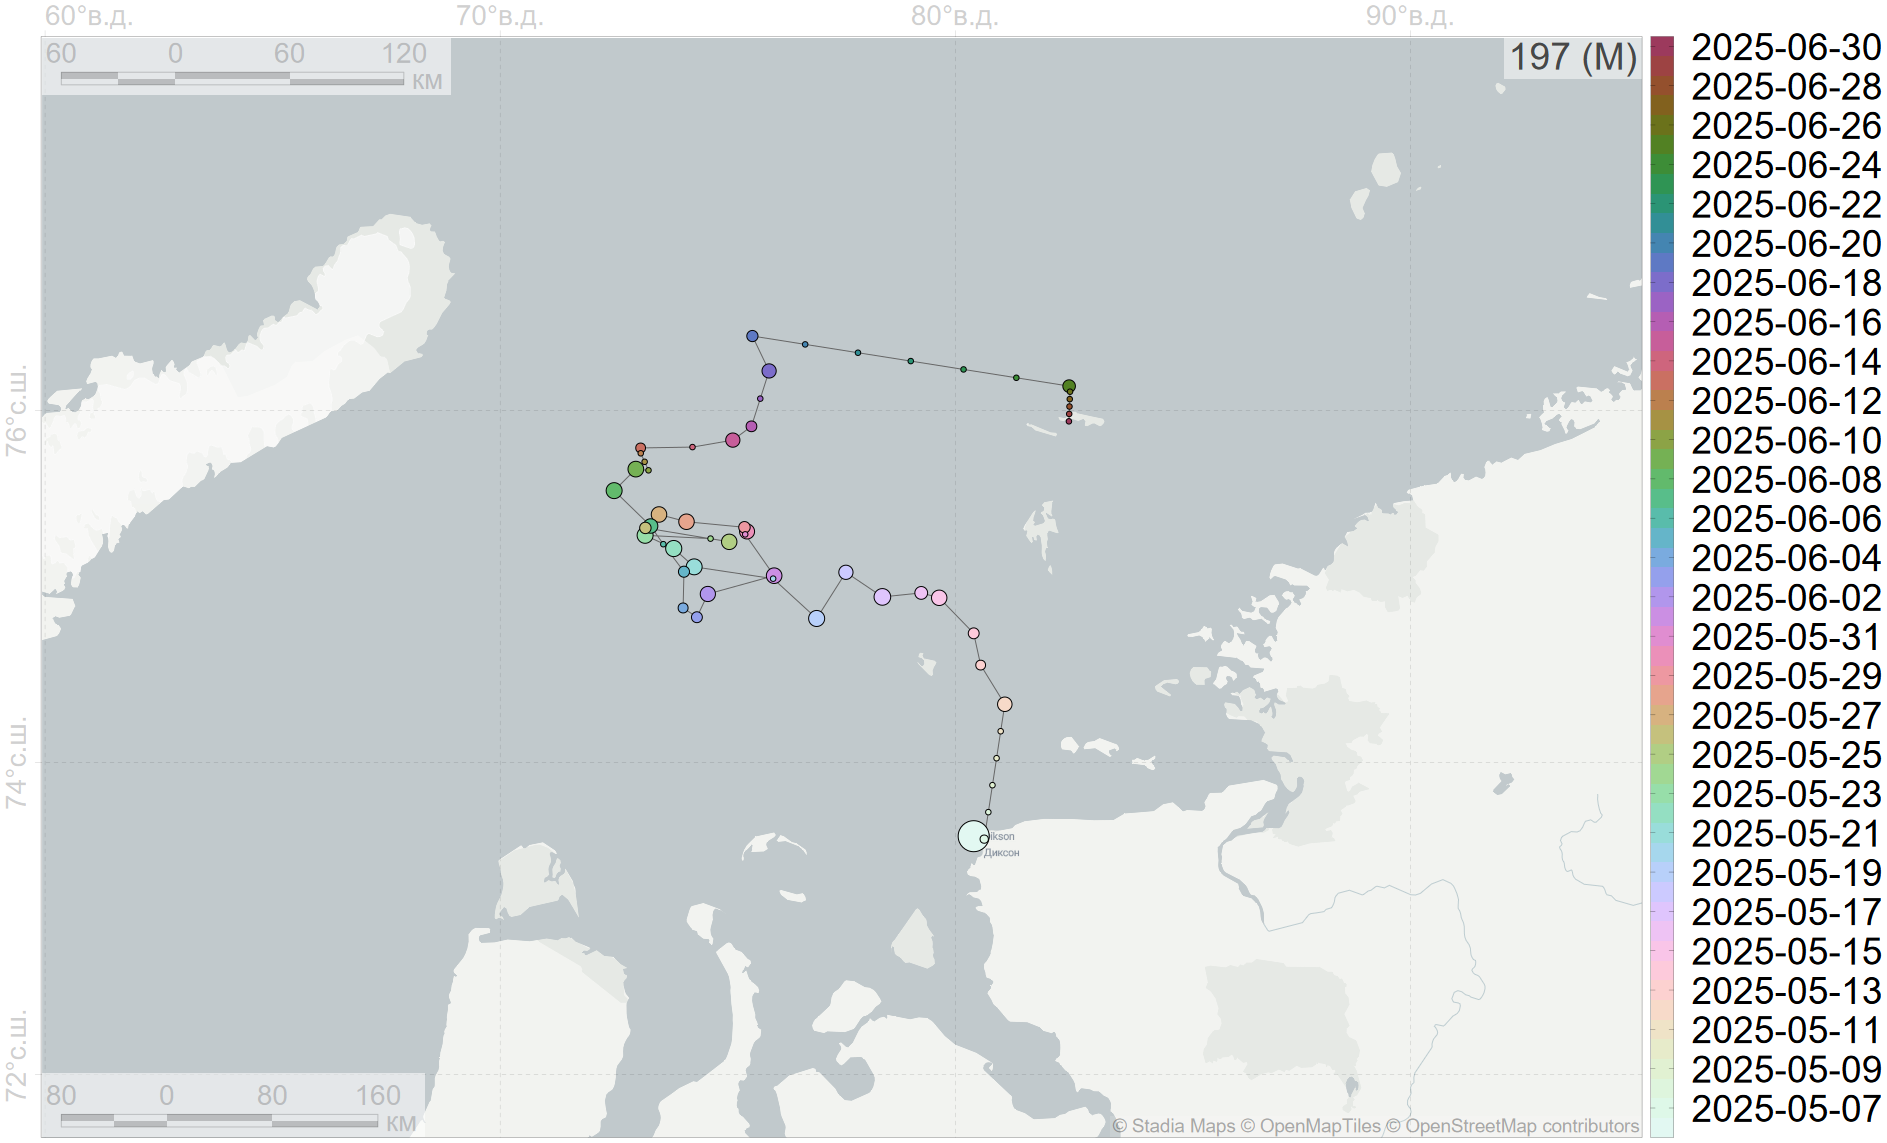 60°в.д.
70°в.д.
80°в.д.
90°в.д.
60 0 60 120
КМ
197 (M)
76°с.ш.
74°с.ш.
72°с.ш.
ikson
Диксон
80 0 80 160
КМ
© Stadia Maps © OpenMapTiles © OpenStreetMap contributors
2025-06-30
2025-06-28
2025-06-26
2025-06-24
2025-06-22
2025-06-20
2025-06-18
2025-06-16
2025-06-14
2025-06-12
2025-06-10
2025-06-08
2025-06-06
2025-06-04
2025-06-02
2025-05-31
2025-05-29
2025-05-27
2025-05-25
2025-05-23
2025-05-21
2025-05-19
2025-05-17
2025-05-15
2025-05-13
2025-05-11
2025-05-09
2025-05-07